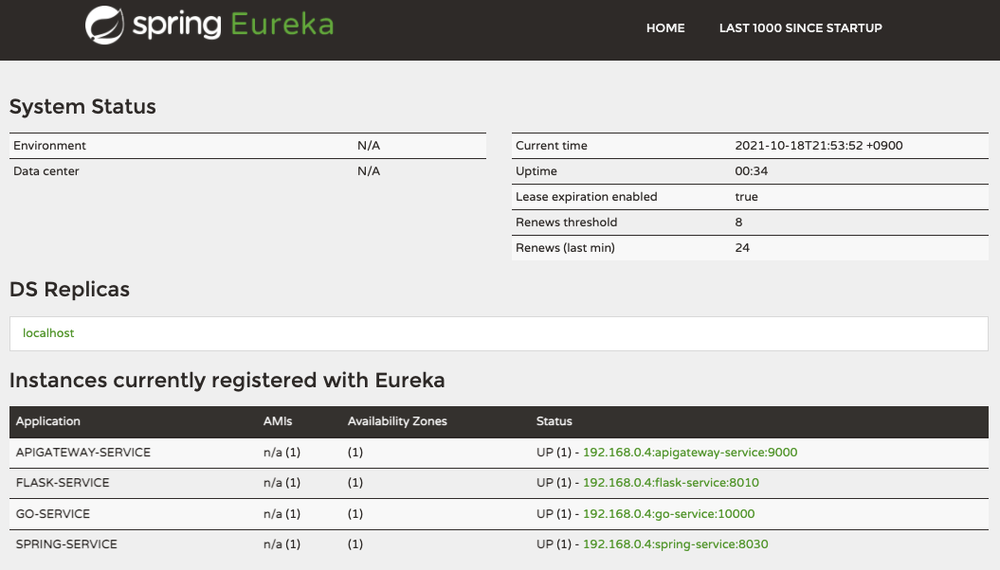 spring Eureka
HOME LAST 1000 SINCE STARTUP
System Status
Environment N/A
Data center N/A
Current time 2021-10-18T21:53:52 +0900
Uptime 00:34
Lease expiration enabled true
Renews threshold 8
Renews (last min) 24
DS Replicas
localhost
Instances currently registered with Eureka
Application AMIs Availability Zones Status
APIGATEWAY-SERVICE n/a (1) (1) UP (1) - 192.168.0.4:apigateway-service:9000
FLASK-SERVICE n/a (1) (1) UP (1) - 192.168.0.4:flask-service:8010
GO-SERVICE n/a (1) (1) UP (1) - 192.168.0.4:go-service:10000
SPRING-SERVICE n/a (1) (1) UP (1) - 192.168.0.4:spring-service:8030